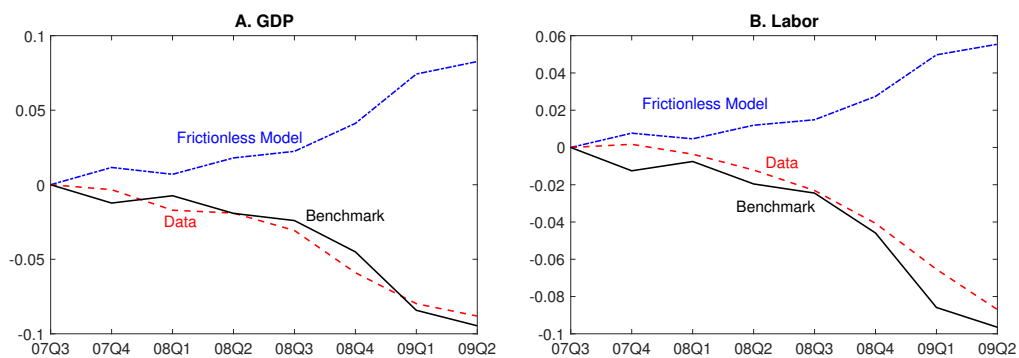 A. GDP
0.1
0.05
0
-0.05
-0.1
Frictionless Model
Benchmark
Data
07Q3 07Q4 08Q1 08Q2 08Q3 08Q4 09Q1 09Q2
B. Labor
0.06
0.04
0.02
0
-0.02
-0.04
-0.06
-0.08
-0.1
Frictionless Model
Data
Benchmark
07Q3 07Q4 08Q1 08Q2 08Q3 08Q4 09Q1 09Q2